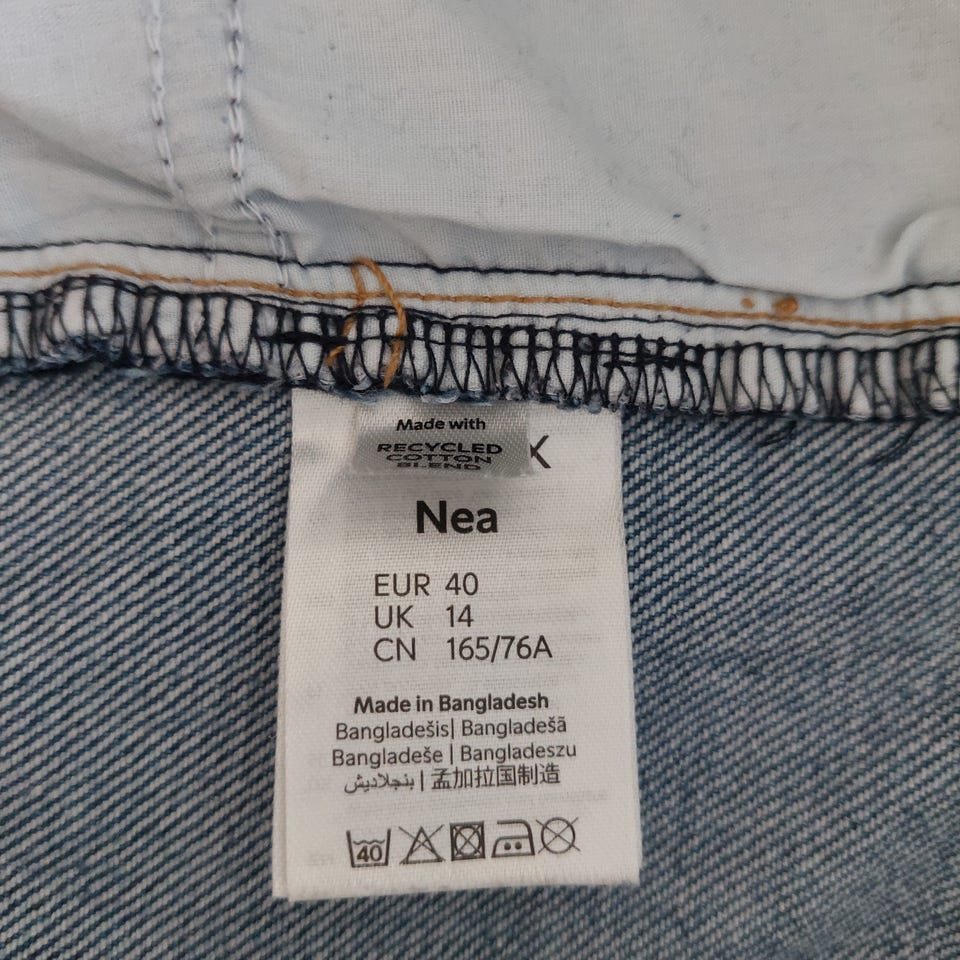 Made with
RECYCLED
COTTON
BLEND
X
Nea
EUR 40
UK 14
CN 165/76A
Made in Bangladesh
Bangladešis| Bangladešā
Bangladeše | Bangladeszu
بنجلاديش | 孟加拉国制造
40